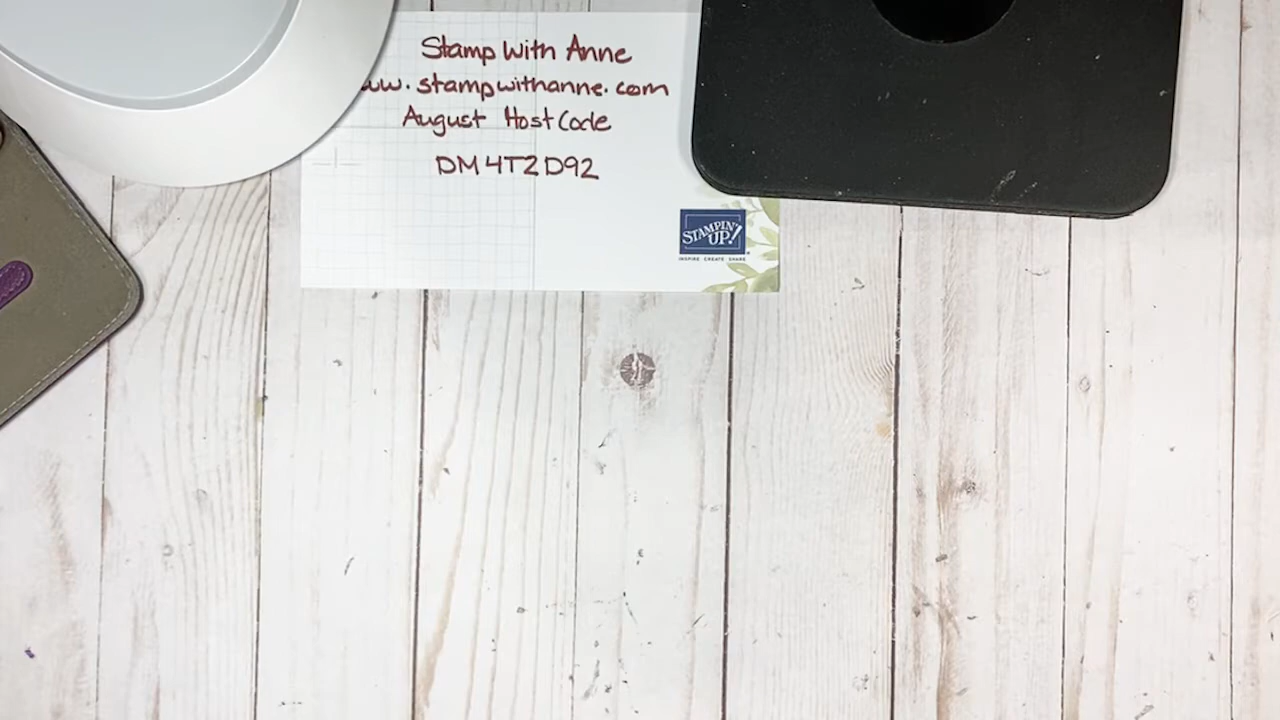 Stamp With Anne
ww.stampwithanne.com
August Host Code
DM4T2D92
STAMPIN' UP!
INSPIRE · CREATE · SHARE